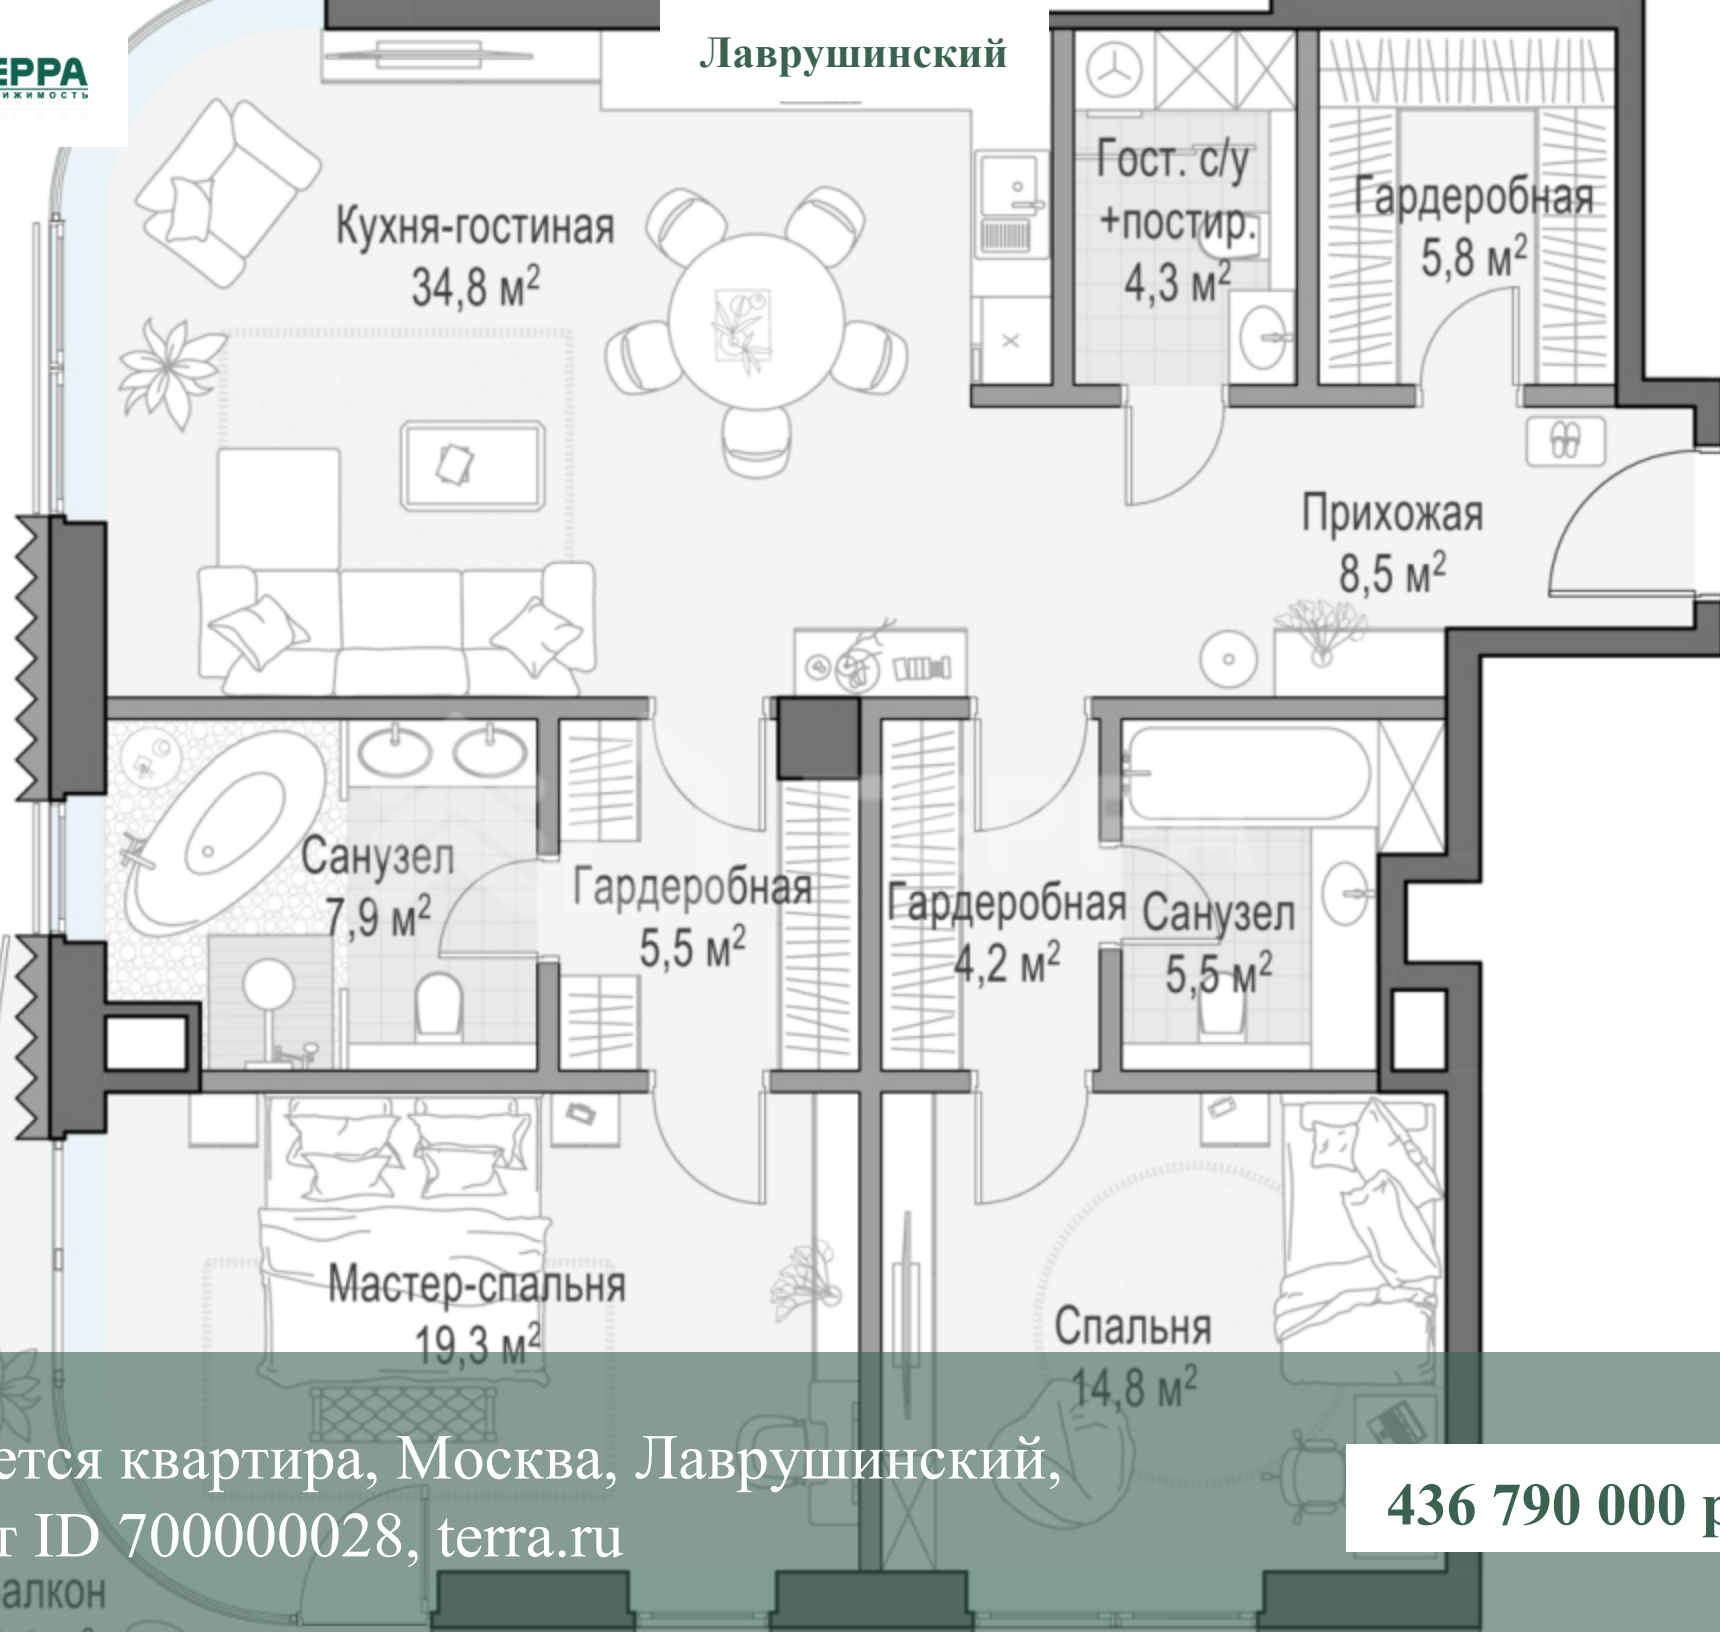 Лаврушинский
ЕРРА
ВИЖИМОСТЬ
Кухня-гостиная
34,8 м²
Гост. с/у
+постир.
4,3 м²
Гардеробная
5,8 м²
Прихожая
8,5 м²
Санузел
7,9 м²
Гардеробная
5,5 м²
Гардеробная
4,2 м²
Санузел
5,5 м²
Мастер-спальня
19,3 м²
Спальня
14,8 м²
ется квартира, Москва, Лаврушинский,
т ID 700000028, terra.ru
436 790 000 р
алкон